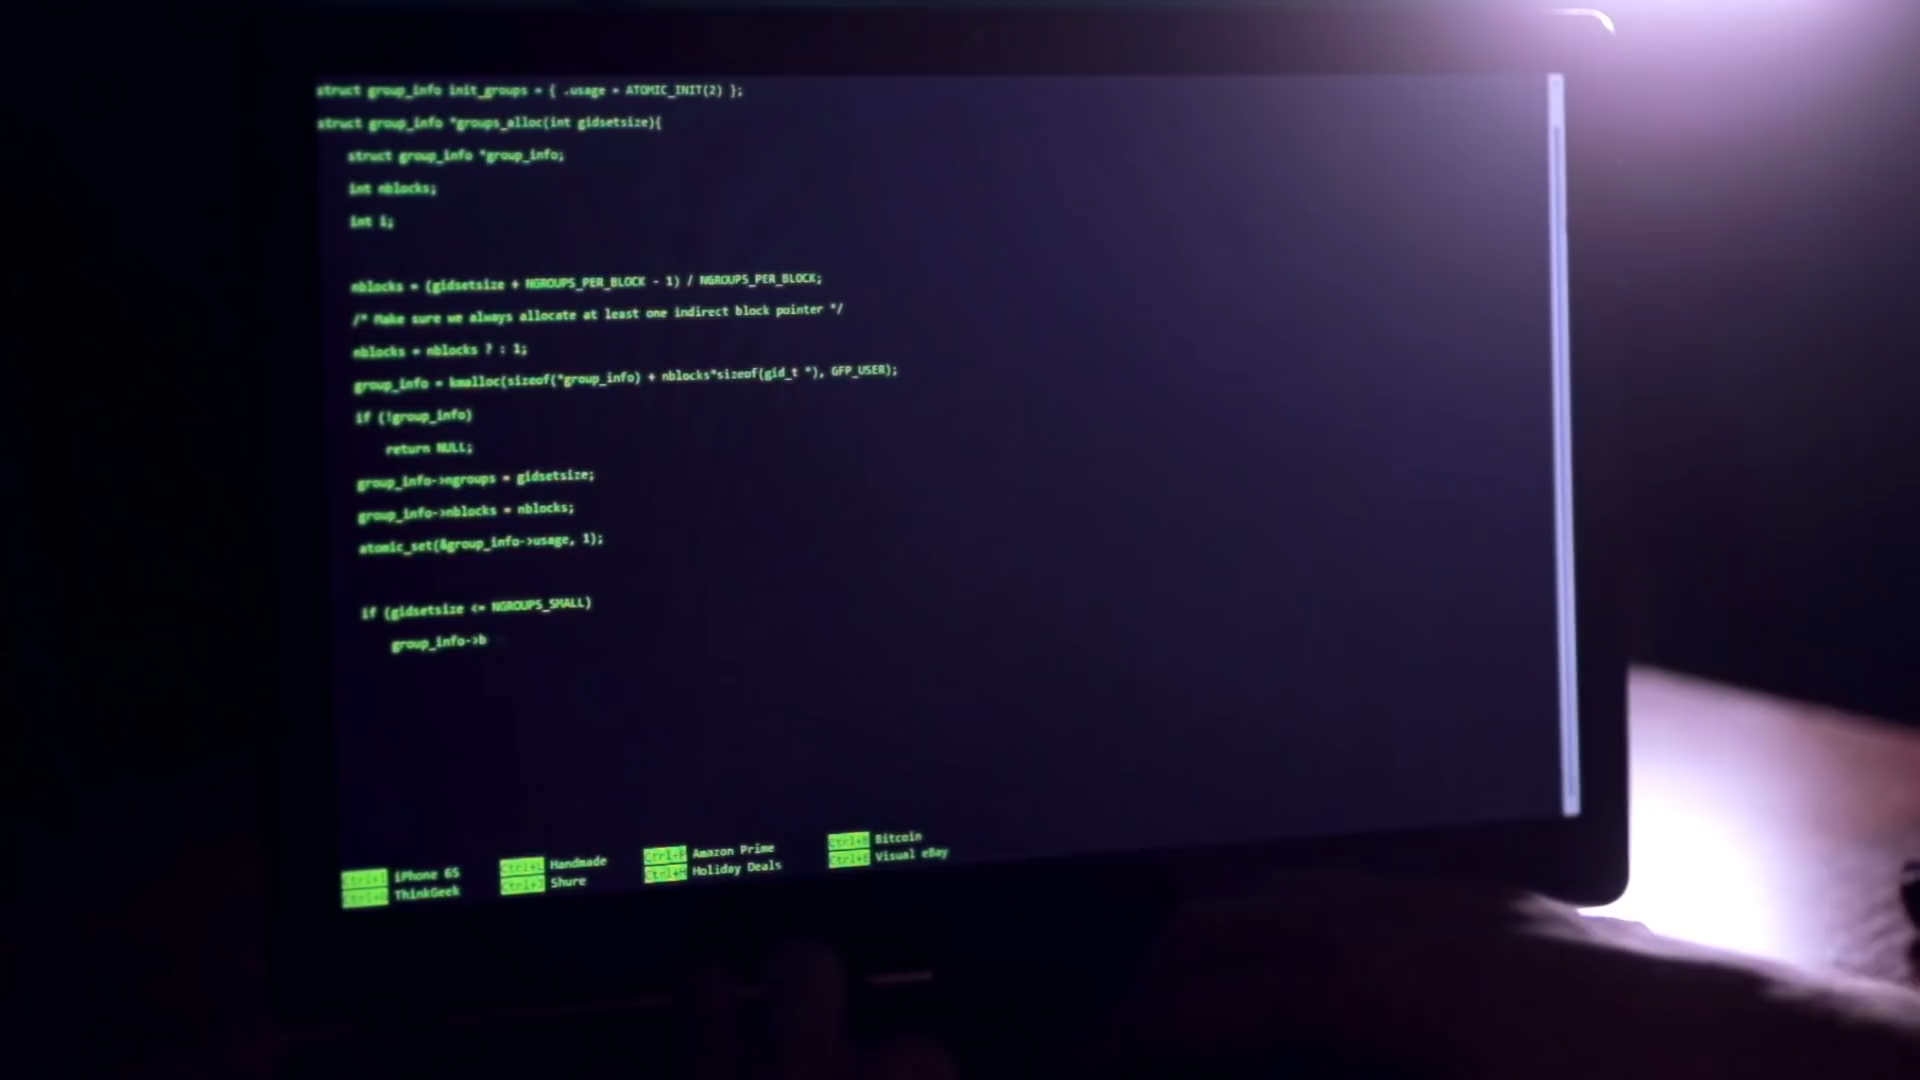 struct group_info init_groups = { .usage = ATOMIC_INIT(2) };
struct group_info *groups_alloc(int gidsetsize){
struct group_info *group_info;
int nblocks;
int i;
nblocks = (gidsetsize + NGROUPS_PER_BLOCK - 1) / NGROUPS_PER_BLOCK;
/* Make sure we always allocate at least one indirect block pointer */
nblocks = nblocks ? : 1;
group_info = kmalloc(sizeof(*group_info) + nblocks*sizeof(gid_t *), GFP_USER);
if (!group_info)
return NULL;
group_info->ngroups = gidsetsize;
group_info->nblocks = nblocks;
atomic_set(&group_info->usage, 1);
if (gidsetsize <= NGROUPS_SMALL)
group_info->b
iPhone 6S Handmade Amazon Prime Bitcoin
ThinkGeek Shure Holiday Deals Visual eBay